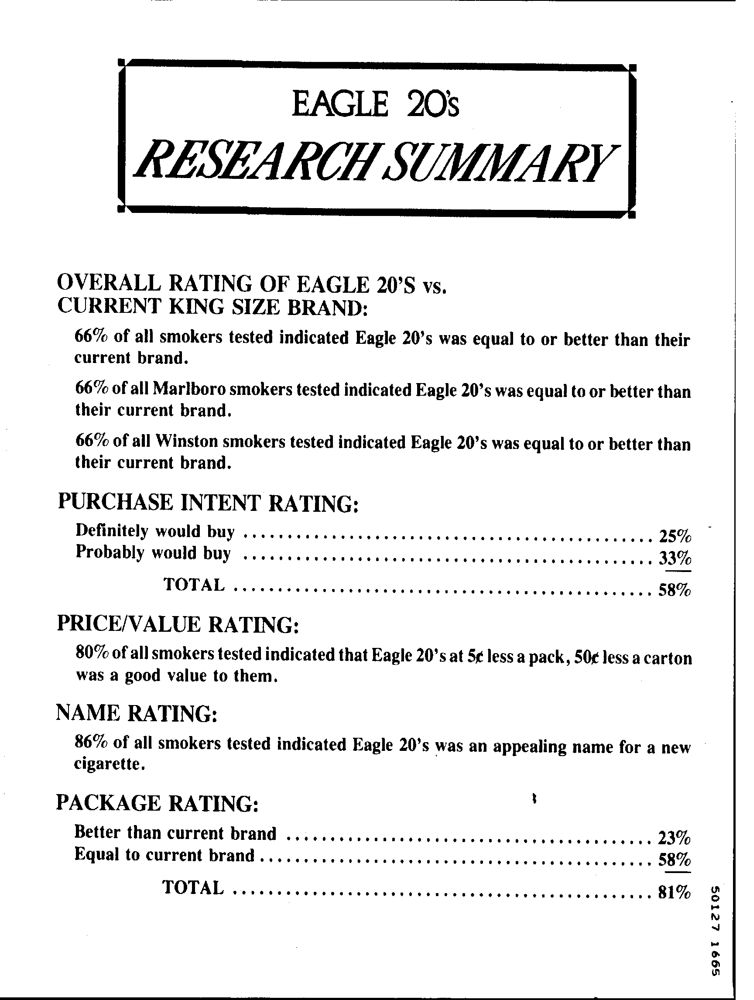 EAGLE 20's
RESEARCH SUMMARY
OVERALL RATING OF EAGLE 20'S vs.
CURRENT KING SIZE BRAND:
66% of all smokers tested indicated Eagle 20's was equal to or better than their
current brand.
66% of all Marlboro smokers tested indicated Eagle 20's was equal to or better than
their current brand.
66% of all Winston smokers tested indicated Eagle 20's was equal to or better than
their current brand.
PURCHASE INTENT RATING:
Definitely would buy ............................................... 25%
Probably would buy ............................................... 33%
TOTAL ................................................ 58%
PRICE/VALUE RATING:
80% of all smokers tested indicated that Eagle 20's at 5¢ less a pack, 50¢ less a carton
was a good value to them.
NAME RATING:
86% of all smokers tested indicated Eagle 20's was an appealing name for a new
cigarette.
PACKAGE RATING:
Better than current brand .......................................... 23%
Equal to current brand ............................................. 58%
TOTAL ................................................ 81%
50127 1665